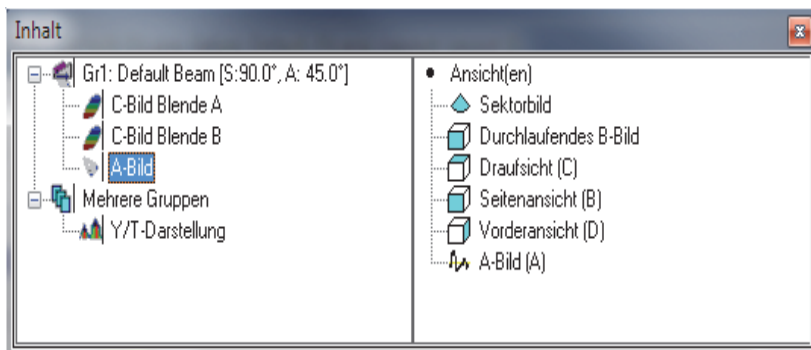 Inhalt
Gr1: Default Beam [S:90.0°, A: 45.0°]
C-Bild Blende A
C-Bild Blende B
A-Bild
Mehrere Gruppen
Y/T-Darstellung
Ansicht(en)
Sektorbild
Durchlaufendes B-Bild
Draufsicht (C)
Seitenansicht (B)
Vorderansicht (D)
A-Bild (A)